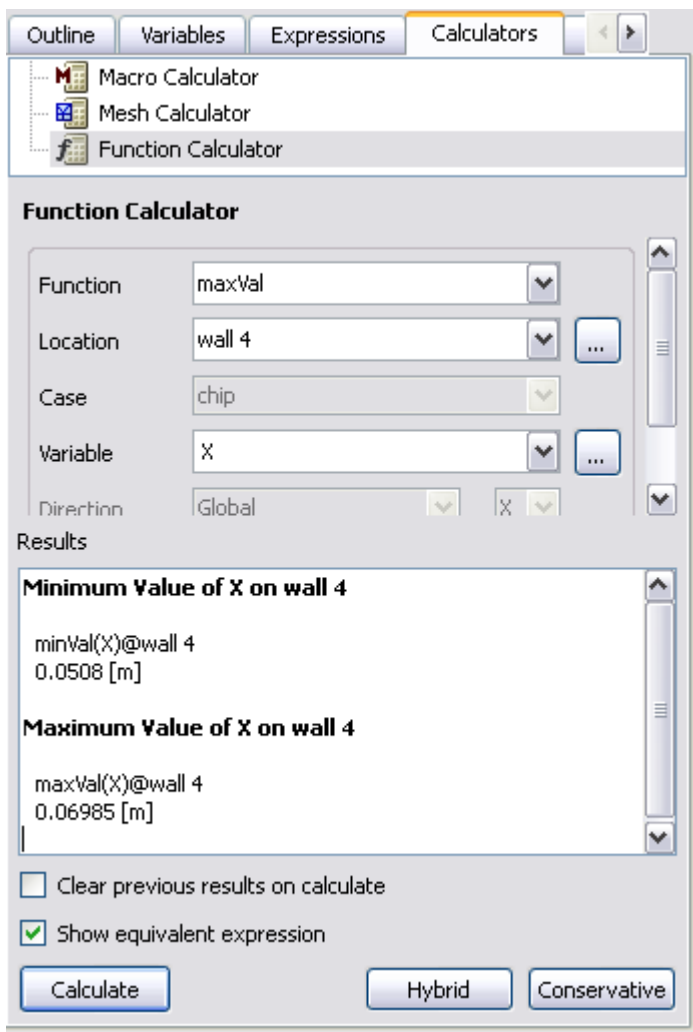 Outline Variables Expressions Calculators
Macro Calculator
Mesh Calculator
Function Calculator
Function Calculator
Function maxVal
Location wall 4 ...
Case chip
Variable X ...
Direction Global X
Results
Minimum Value of X on wall 4
minVal(X)@wall 4
0.0508 [m]
Maximum Value of X on wall 4
maxVal(X)@wall 4
0.06985 [m]
Clear previous results on calculate
Show equivalent expression
Calculate Hybrid Conservative